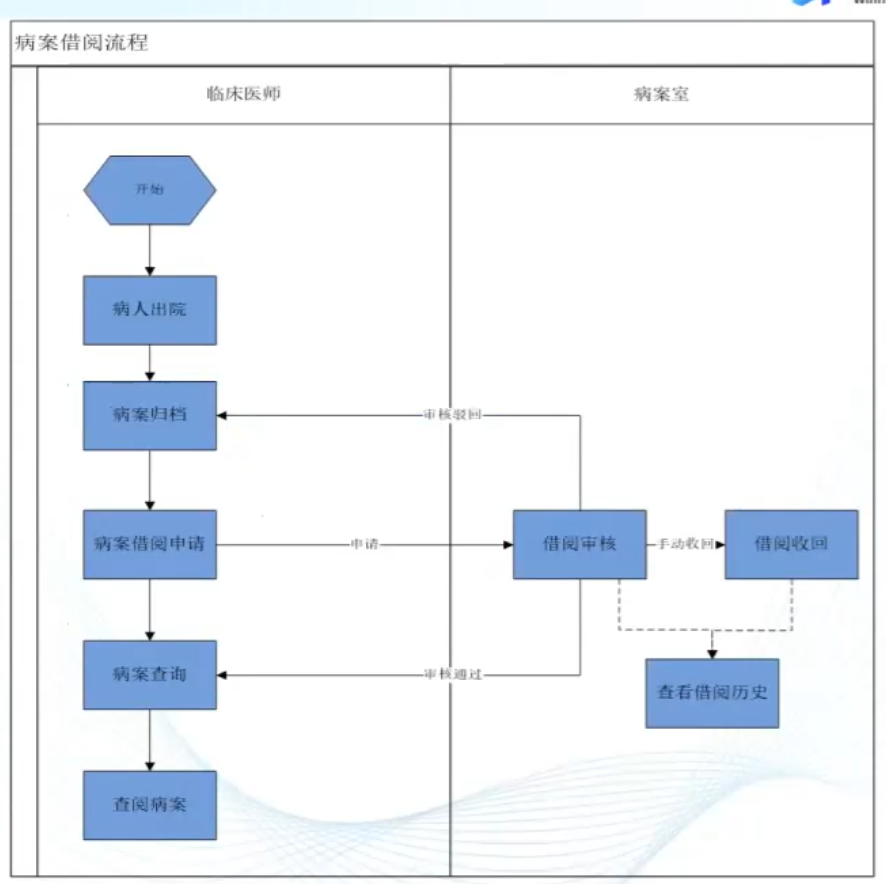 病案借阅流程
临床医师
病案室
开始
病人出院
病案归档
审核驳回
病案借阅申请
申请
借阅审核
手动收回
借阅收回
病案查询
审核通过
查看借阅历史
查阅病案